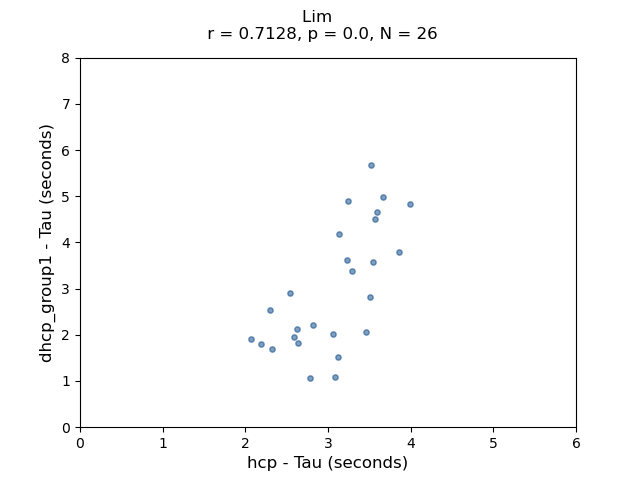 Lim
r = 0.7128, p = 0.0, N = 26
8
7
6
5
4
3
2
1
0
dhcp_group1 - Tau (seconds)
0 1 2 3 4 5 6
hcp - Tau (seconds)